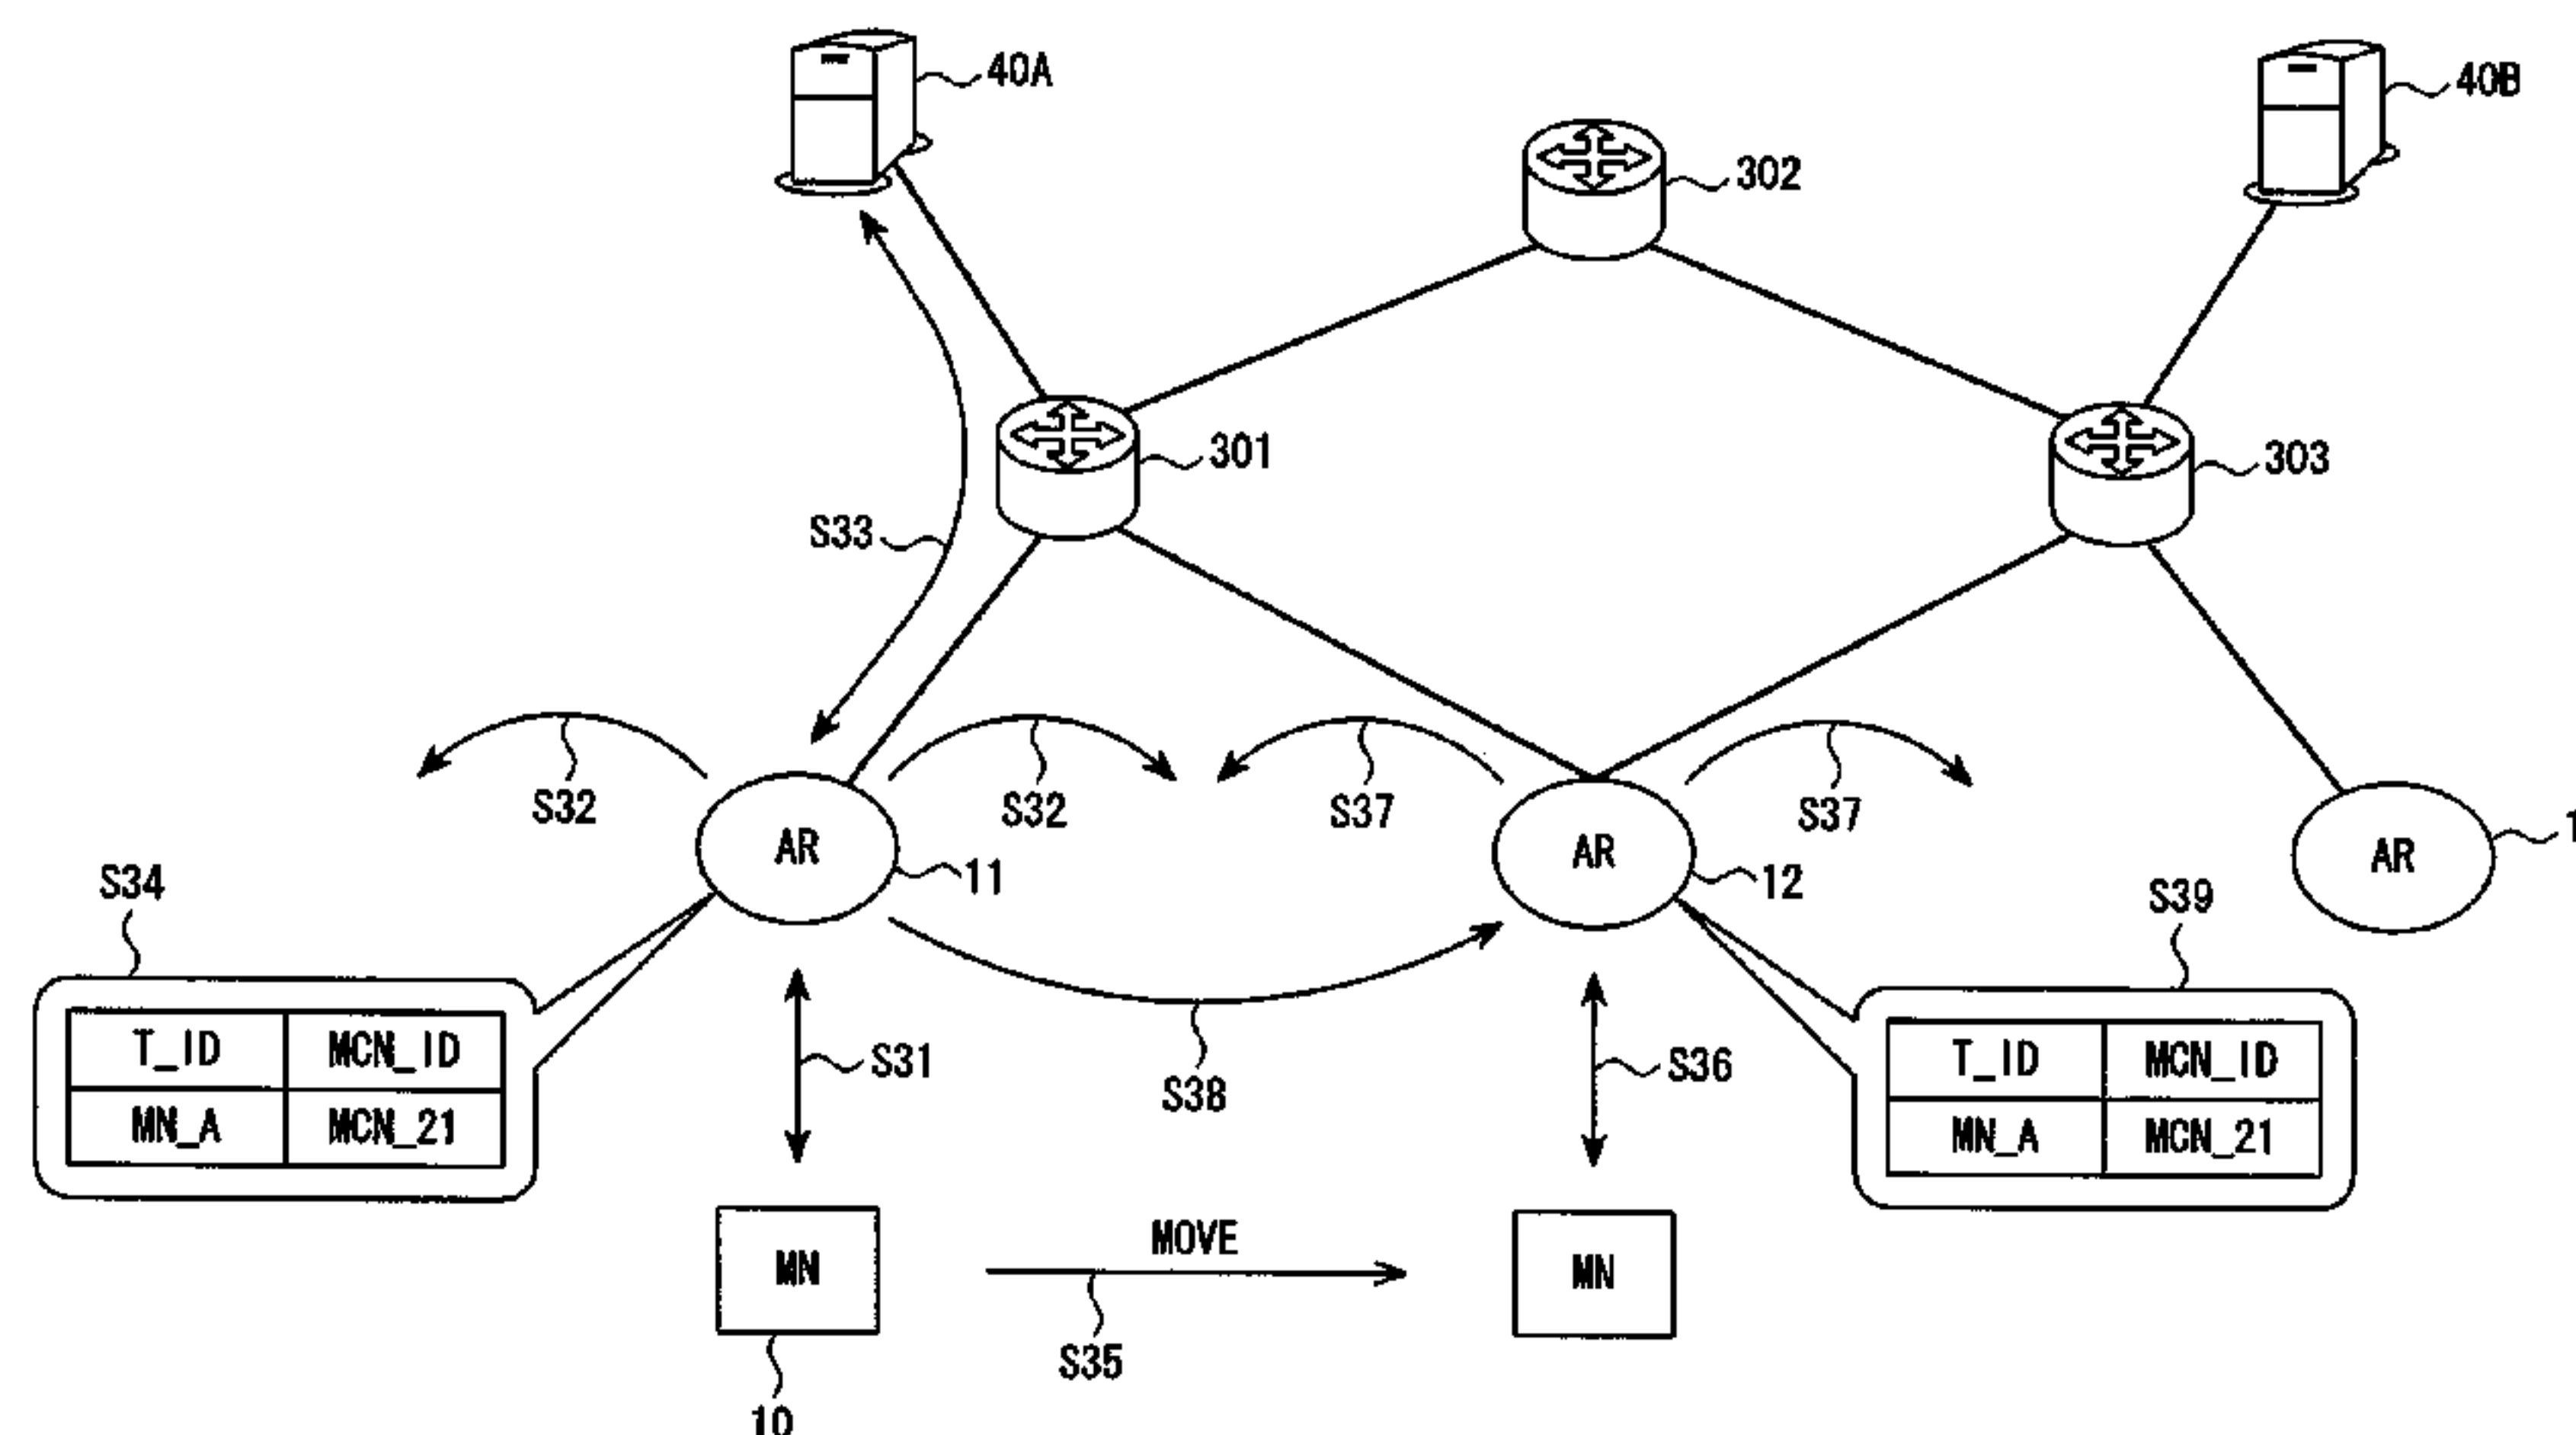 40A
40B
302
301
303
S33
S32
S32
S37
S37
AR
11
AR
12
AR
S34
S39
T_ID
MCN_ID
MN_A
MCN_21
S31
S38
S36
T_ID
MCN_ID
MN_A
MCN_21
MN
MOVE
MN
S35
10